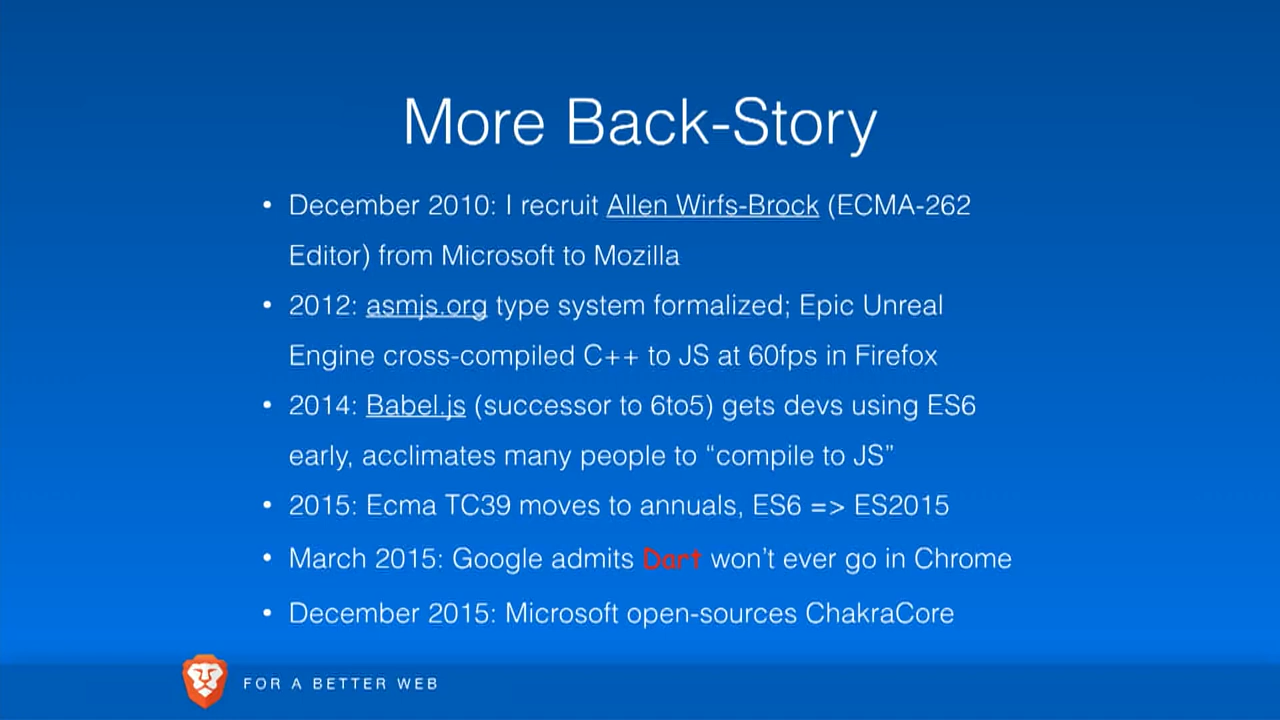 More Back-Story
• December 2010: I recruit Allen Wirfs-Brock (ECMA-262
Editor) from Microsoft to Mozilla
• 2012: asmjs.org type system formalized; Epic Unreal
Engine cross-compiled C++ to JS at 60fps in Firefox
• 2014: Babel.js (successor to 6to5) gets devs using ES6
early, acclimates many people to “compile to JS”
• 2015: Ecma TC39 moves to annuals, ES6 => ES2015
• March 2015: Google admits Dart won’t ever go in Chrome
• December 2015: Microsoft open-sources ChakraCore
FOR A BETTER WEB